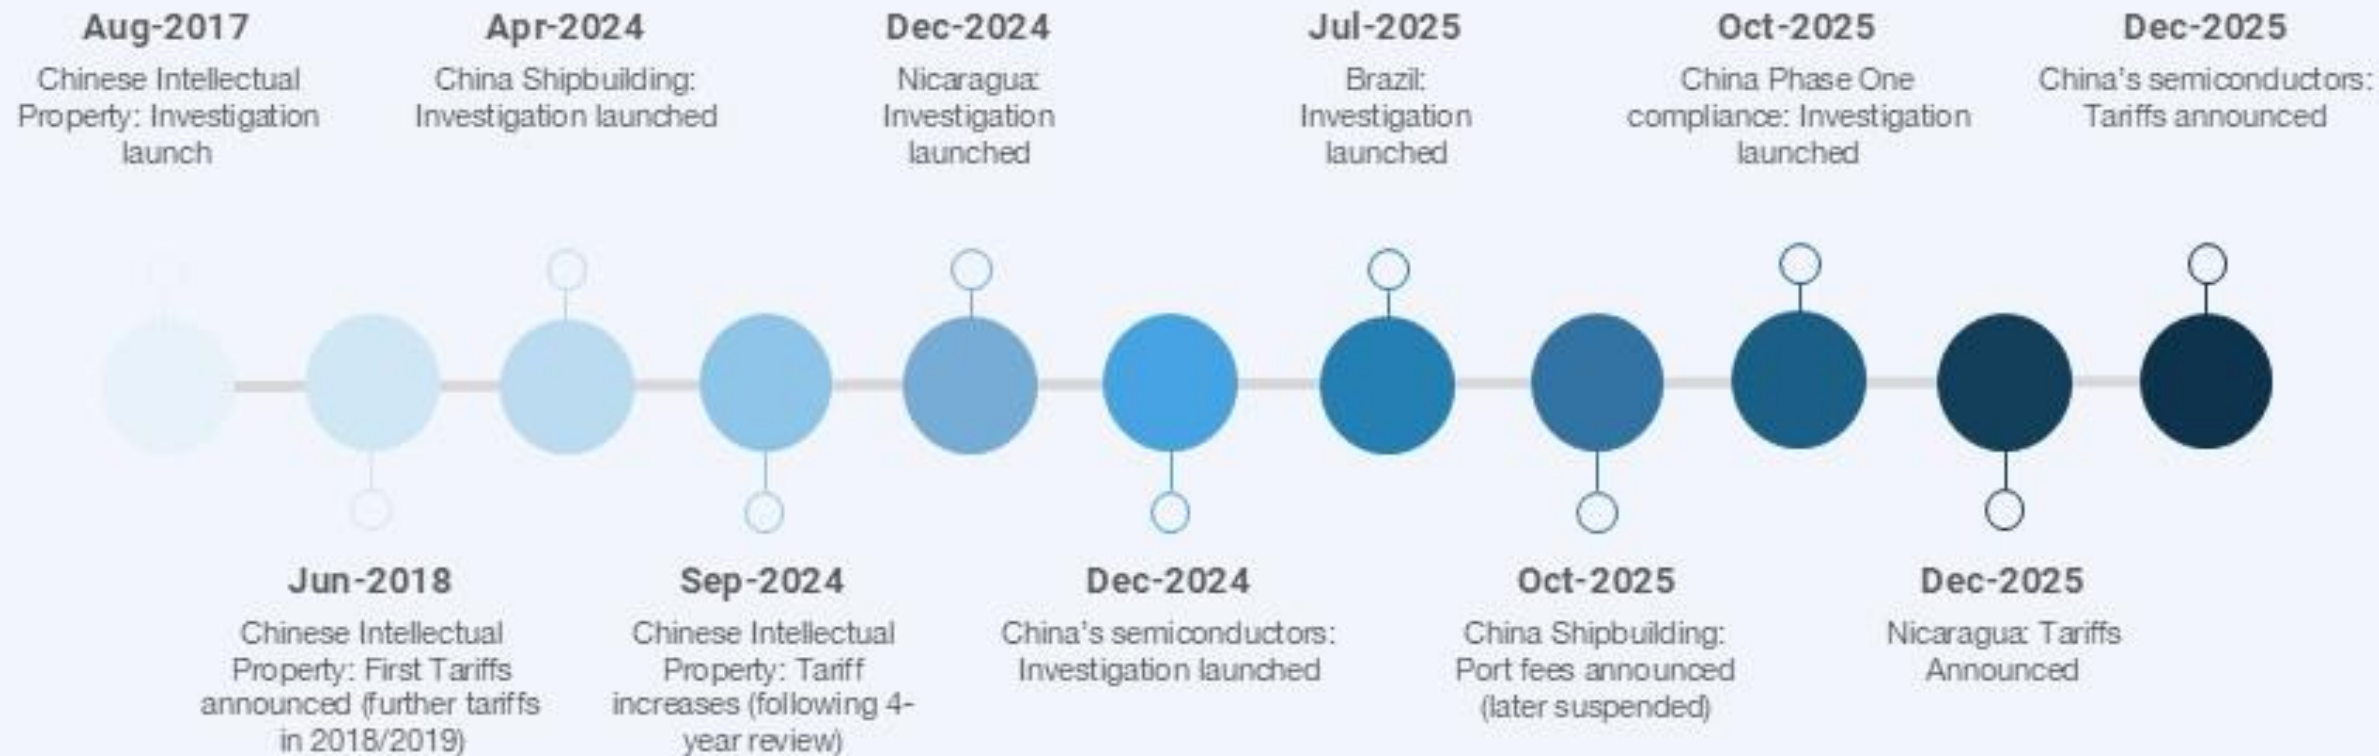 Aug-2017
Chinese Intellectual
Property: Investigation
launch
Jun-2018
Chinese Intellectual
Property: First Tariffs
announced (further tariffs
in 2018/2019)
Apr-2024
China Shipbuilding:
Investigation launched
Sep-2024
Chinese Intellectual
Property: Tariff
increases (following 4-
year review)
Dec-2024
Nicaragua:
Investigation
launched
Dec-2024
China's semiconductors:
Investigation launched
Jul-2025
Brazil:
Investigation
launched
Oct-2025
China Shipbuilding:
Port fees announced
(later suspended)
Oct-2025
China Phase One
compliance: Investigation
launched
Dec-2025
Nicaragua: Tariffs
Announced
Dec-2025
China's semiconductors:
Tariffs announced